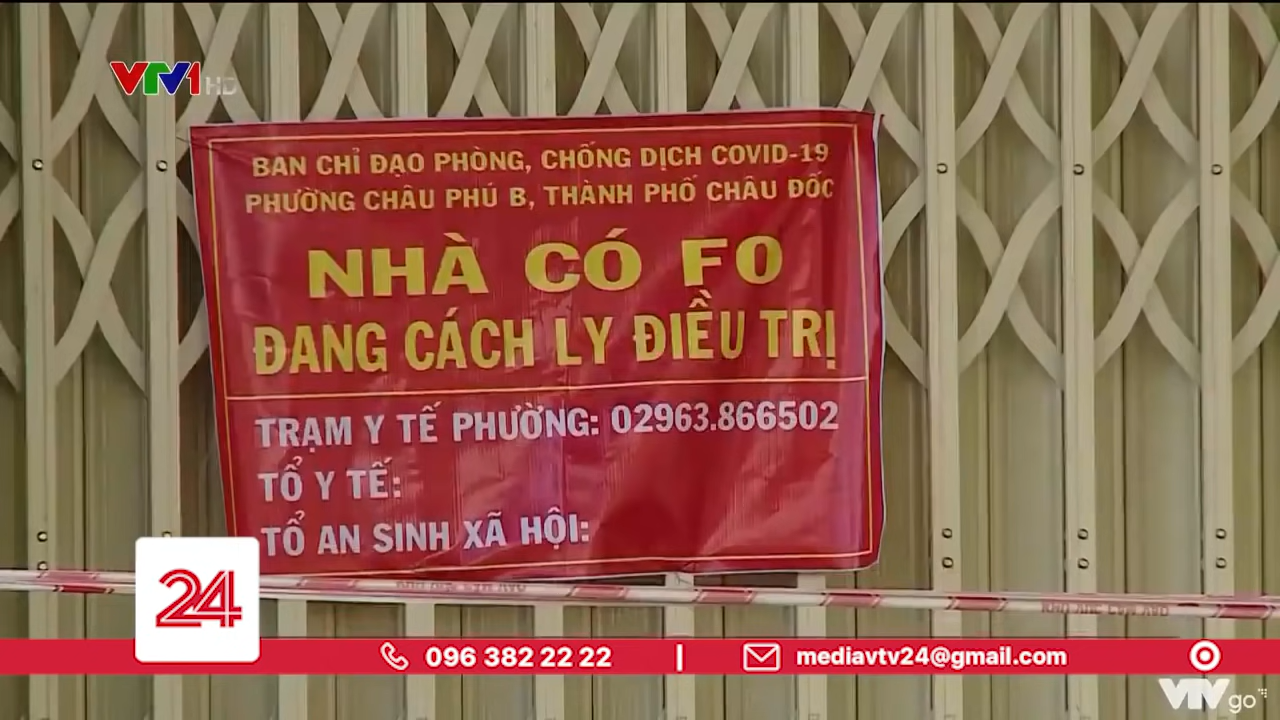 VTV1 HD
BAN CHỈ ĐẠO PHÒNG, CHỐNG DỊCH COVID-19
PHƯỜNG CHÂU PHÚ B, THÀNH PHỐ CHÂU ĐỐC
NHÀ CÓ F0
ĐANG CÁCH LY ĐIỀU TRỊ
TRẠM Y TẾ PHƯỜNG: 02963.866502
TỔ Y TẾ:
TỔ AN SINH XÃ HỘI:
24
096 382 22 22 | mediavtv24@gmail.com
VTV go